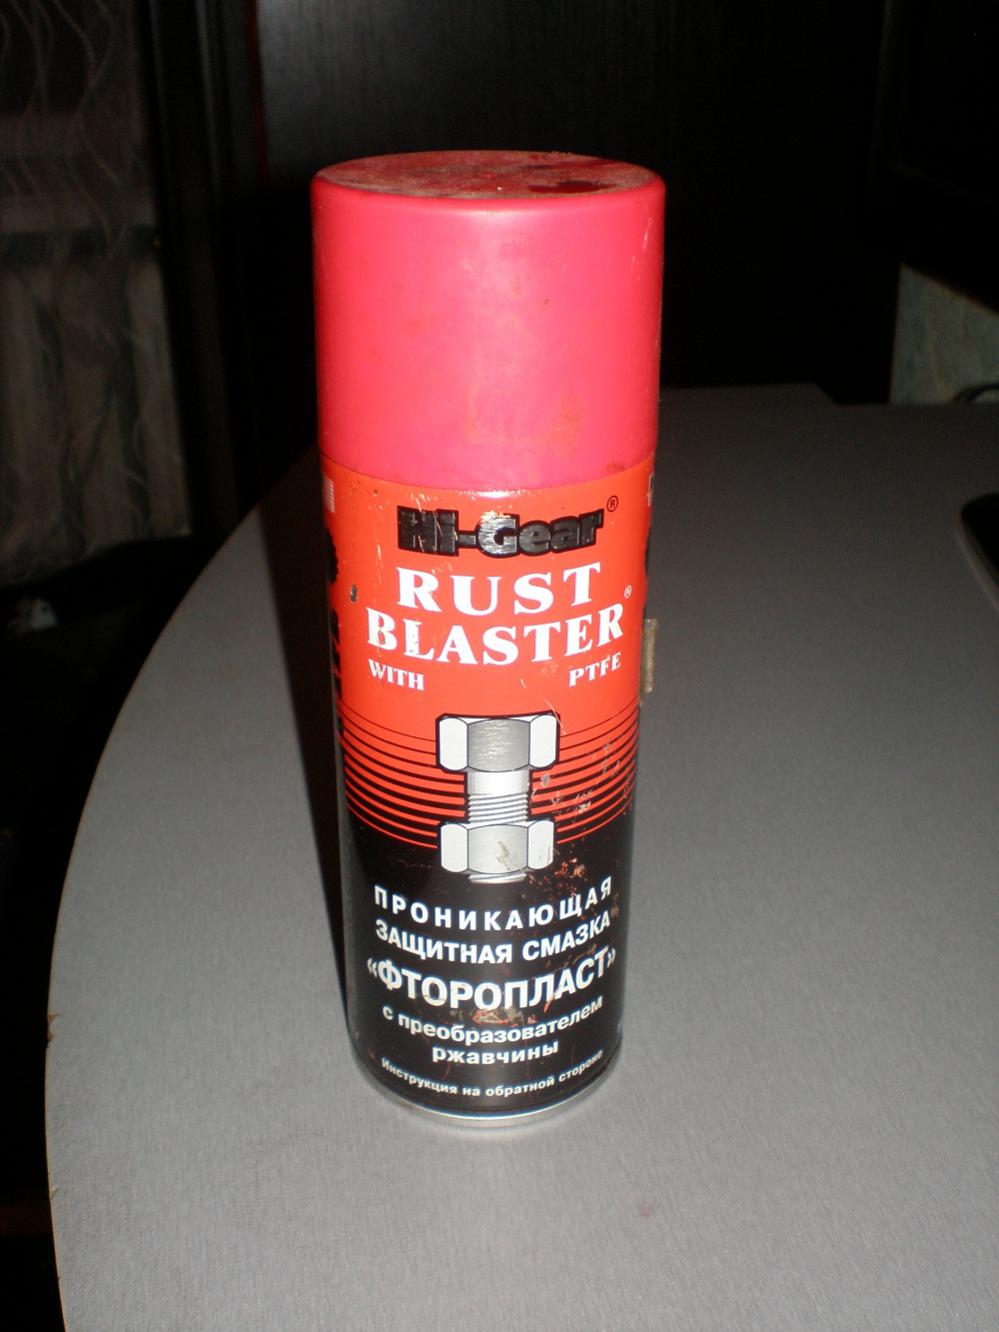 Hi-Gear®
RUST
BLASTER®
WITH PTFE
ПРОНИКАЮЩАЯ
ЗАЩИТНАЯ СМАЗКА
«ФТОРОПЛАСТ»
с преобразователем
ржавчины
Инструкция на обратной стороне